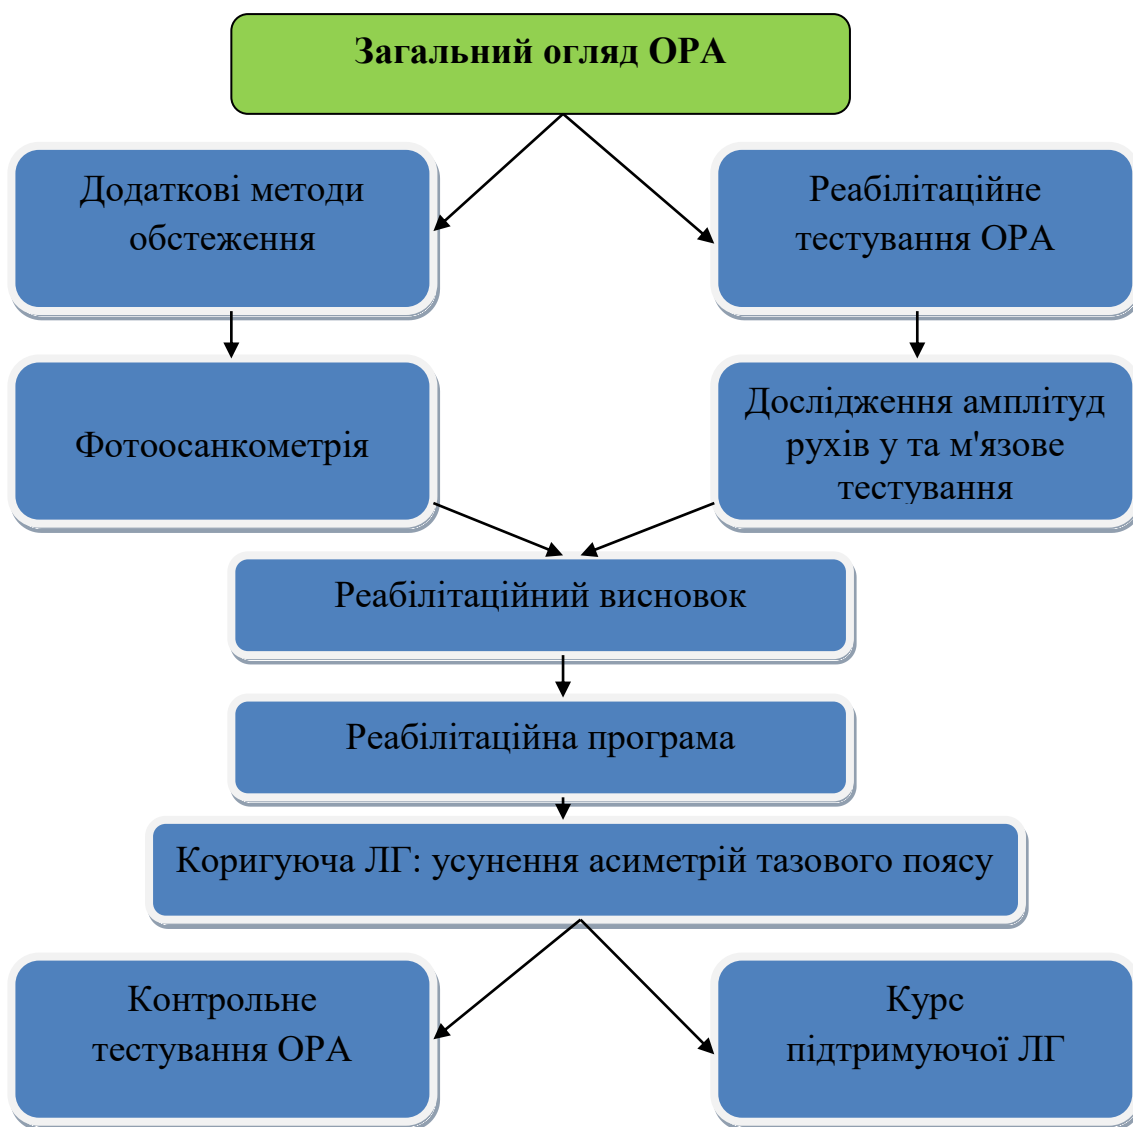 Загальний огляд ОРА
Додаткові методи
обстеження
Реабілітаційне
тестування ОРА
Фотоосанкометрія
Дослідження амплітуд
рухів у та м'язове
тестування
Реабілітаційний висновок
Реабілітаційна програма
Коригуюча ЛГ: усунення асиметрій тазового поясу
Контрольне
тестування ОРА
Курс
підтримуючої ЛГ